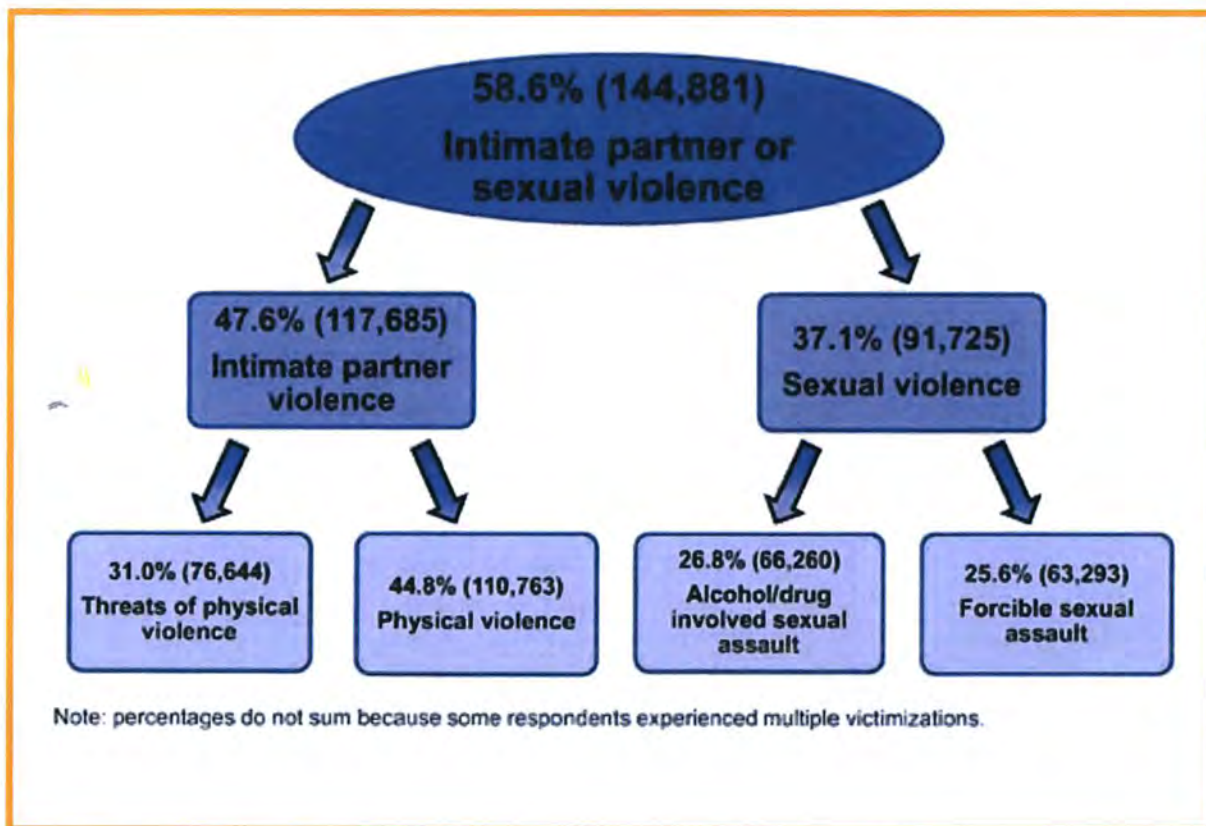 58.6% (144,881)
Intimate partner or
sexual violence
47.6% (117,685)
Intimate partner
violence
37.1% (91,725)
Sexual violence
31.0% (76,644)
Threats of physical
violence
44.8% (110,763)
Physical violence
26.8% (66,260)
Alcohol/drug
involved sexual
assault
25.6% (63,293)
Forcible sexual
assault
Note: percentages do not sum because some respondents experienced multiple victimizations.